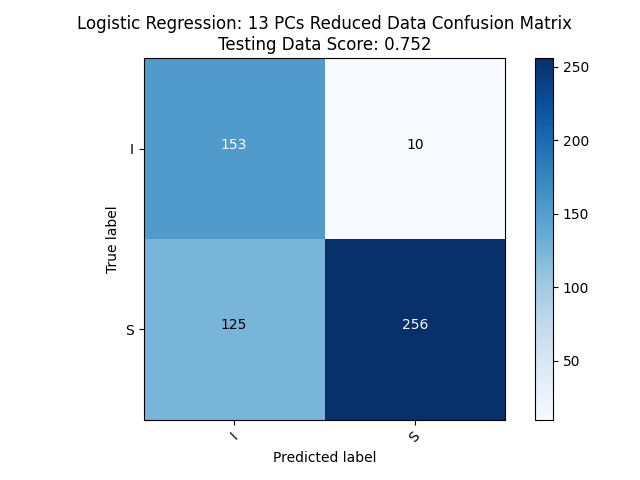 Logistic Regression: 13 PCs Reduced Data Confusion Matrix
Testing Data Score: 0.752
True label
I
153
10
S
125
256
I
S
Predicted label
250
200
150
100
50